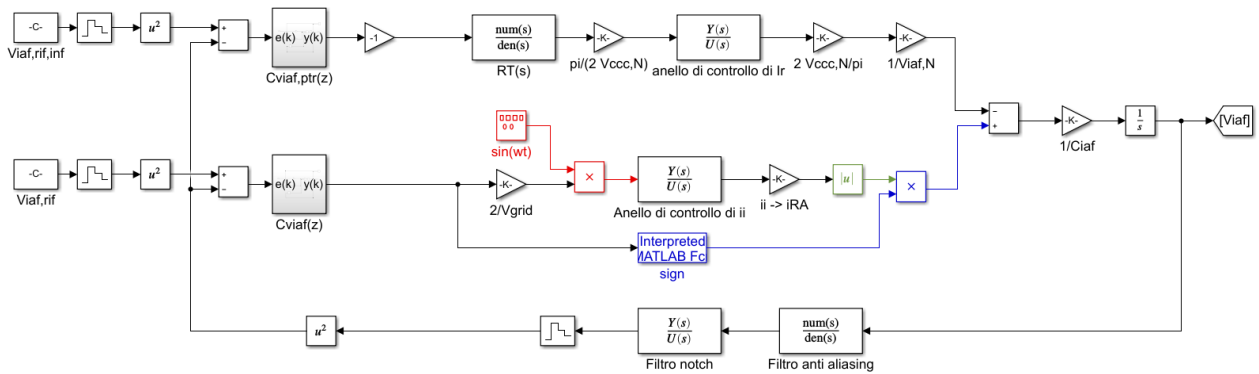 -C-
Viaf,rif,inf
u²
+
−
e(k) y(k)
Cviaf,ptr(z)
-1
num(s)
den(s)
RT(s)
-K-
pi/(2 Vccc,N)
Y(s)
U(s)
anello di controllo di Ir
-K-
2 Vccc,N/pi
-K-
1/Viaf,N
−
+
-K-
1/Ciaf
1
s
[Viaf]
sin(wt)
-C-
Viaf,rif
u²
+
−
e(k) y(k)
Cviaf(z)
-K-
2/Vgrid
×
Y(s)
U(s)
Anello di controllo di ii
-K-
ii -> iRA
|u|
×
Interpreted
MATLAB Fc
sign
u²
Y(s)
U(s)
Filtro notch
num(s)
den(s)
Filtro anti aliasing